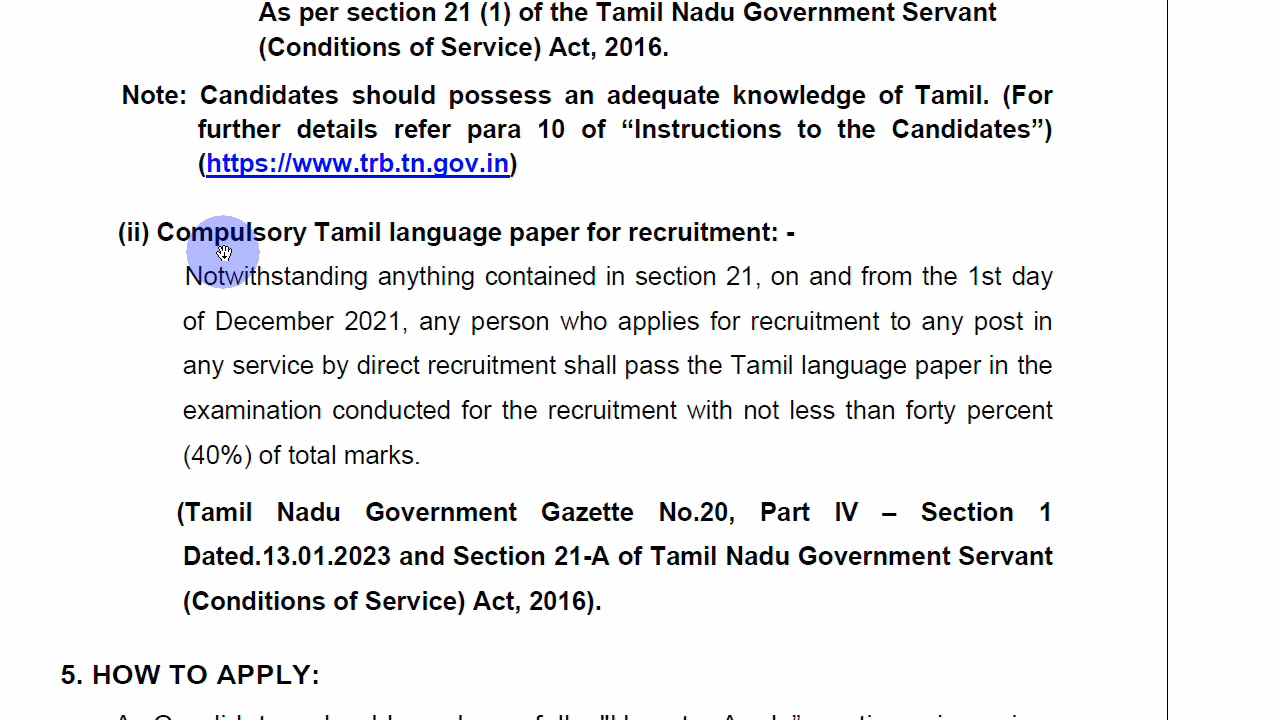 As per section 21 (1) of the Tamil Nadu Government Servant
(Conditions of Service) Act, 2016.
Note: Candidates should possess an adequate knowledge of Tamil. (For
further details refer para 10 of “Instructions to the Candidates”)
(https://www.trb.tn.gov.in)
(ii) Compulsory Tamil language paper for recruitment: -
Notwithstanding anything contained in section 21, on and from the 1st day
of December 2021, any person who applies for recruitment to any post in
any service by direct recruitment shall pass the Tamil language paper in the
examination conducted for the recruitment with not less than forty percent
(40%) of total marks.
(Tamil Nadu Government Gazette No.20, Part IV – Section 1
Dated.13.01.2023 and Section 21-A of Tamil Nadu Government Servant
(Conditions of Service) Act, 2016).
5. HOW TO APPLY: